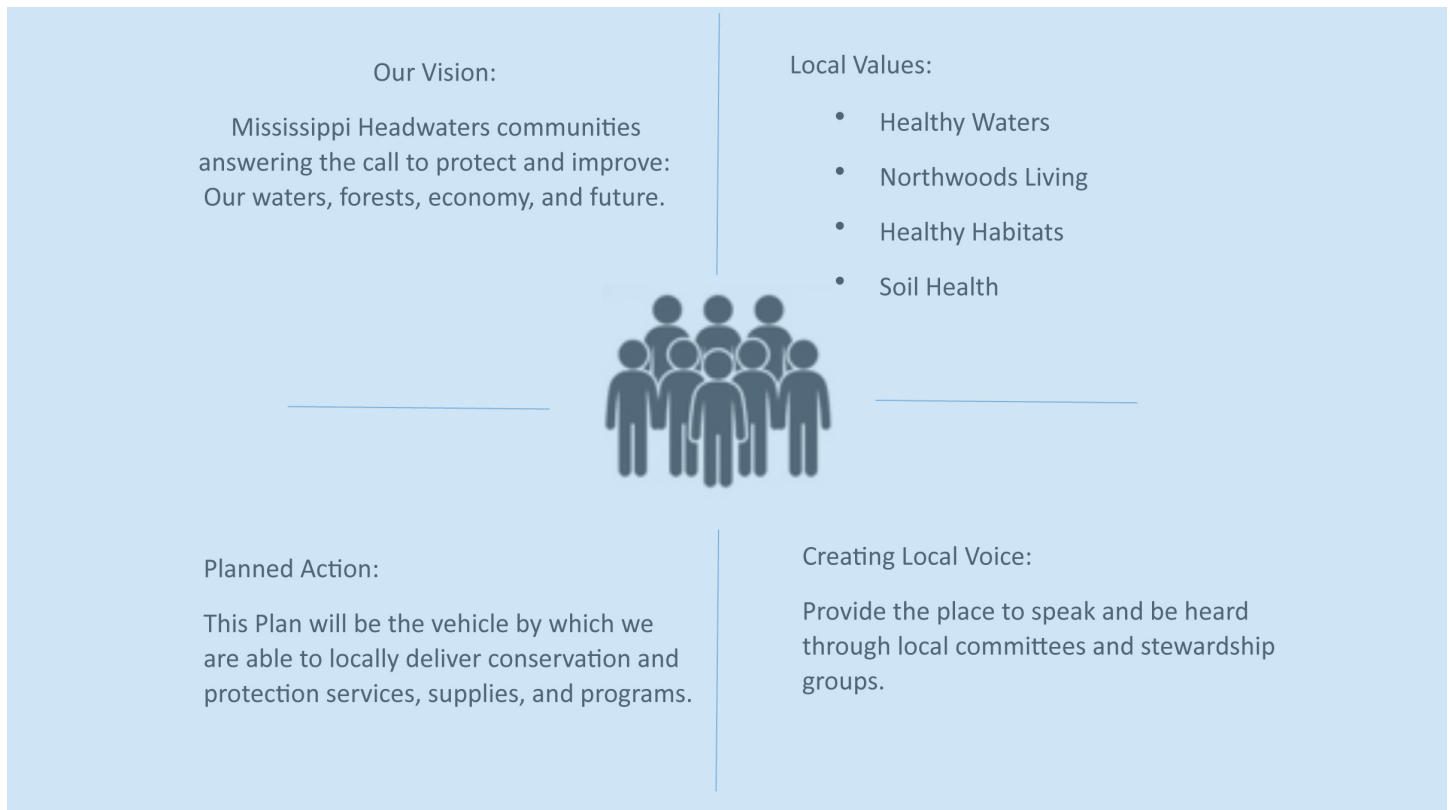 Our Vision:
Mississippi Headwaters communities
answering the call to protect and improve:
Our waters, forests, economy, and future.
Local Values:
• Healthy Waters
• Northwoods Living
• Healthy Habitats
• Soil Health
Planned Action:
This Plan will be the vehicle by which we
are able to locally deliver conservation and
protection services, supplies, and programs.
Creating Local Voice:
Provide the place to speak and be heard
through local committees and stewardship
groups.